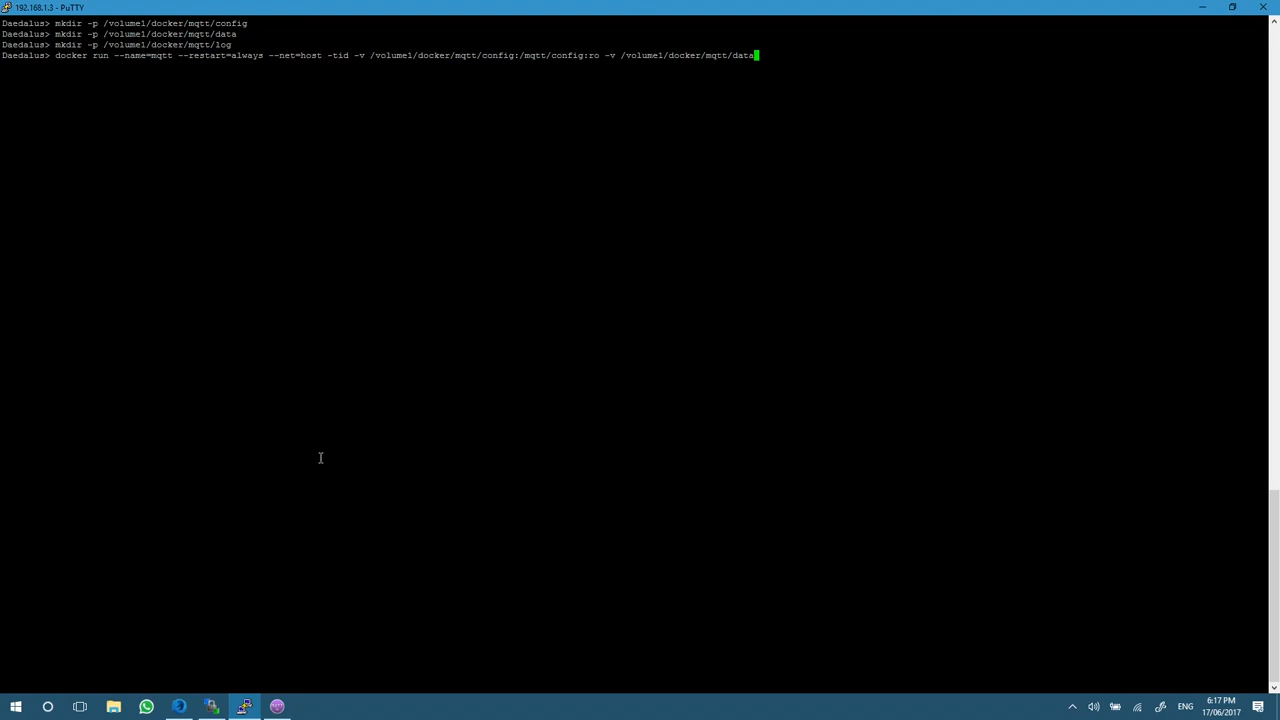 192.168.1.3 - PuTTY
Daedalus> mkdir -p /volume1/docker/mqtt/config
Daedalus> mkdir -p /volume1/docker/mqtt/data
Daedalus> mkdir -p /volume1/docker/mqtt/log
Daedalus> docker run --name=mqtt --restart=always --net=host -tid -v /volume1/docker/mqtt/config:/mqtt/config:ro -v /volume1/docker/mqtt/data
ENG
6:17 PM
17/06/2017